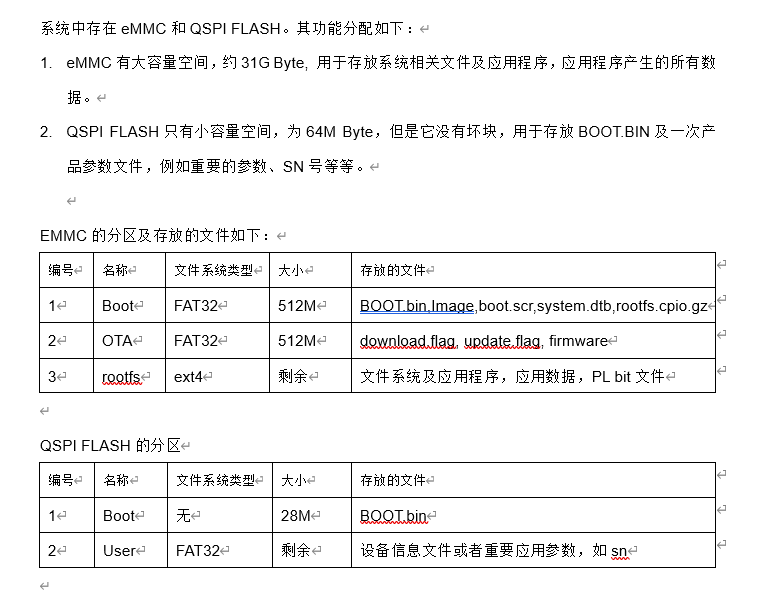 系统中存在 eMMC 和 QSPI FLASH。其功能分配如下：
1. eMMC 有大容量空间，约 31G Byte, 用于存放系统相关文件及应用程序，应用程序产生的所有数
据。
2. QSPI FLASH 只有小容量空间，为 64M Byte，但是它没有坏块，用于存放 BOOT.BIN 及一次产
品参数文件，例如重要的参数、SN 号等等。
EMMC 的分区及存放的文件如下：
编号 名称 文件系统类型 大小 存放的文件
1 Boot FAT32 512M BOOT.bin,Image,boot.scr,system.dtb,rootfs.cpio.gz
2 OTA FAT32 512M download.flag, update.flag, firmware
3 rootfs ext4 剩余 文件系统及应用程序，应用数据，PL bit 文件
QSPI FLASH 的分区
编号 名称 文件系统类型 大小 存放的文件
1 Boot 无 28M BOOT.bin
2 User FAT32 剩余 设备信息文件或者重要应用参数，如 sn